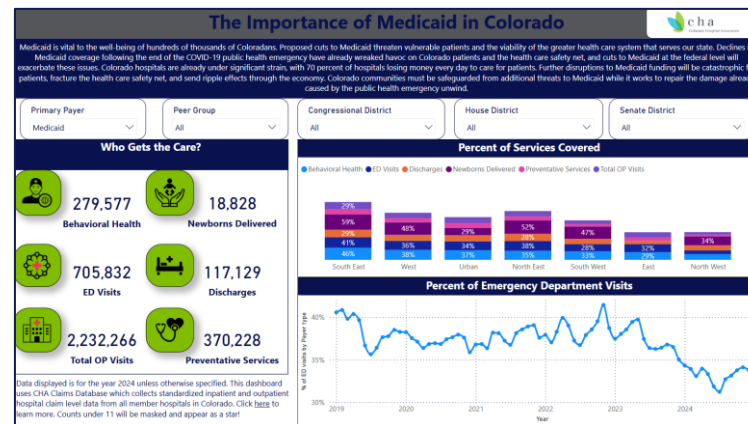 The Importance of Medicaid in Colorado
cha
Colorado Hospital Association
Medicaid is vital to the well-being of hundreds of thousands of Coloradans. Proposed cuts to Medicaid threaten vulnerable patients and the viability of the greater health care system that serves our state. Declines i
Medicaid coverage following the end of the COVID-19 public health emergency have already wreaked havoc on Colorado patients and the health care safety net, and cuts to Medicaid at the federal level will
exacerbate these issues. Colorado hospitals are already under significant strain, with 70 percent of hospitals losing money every day to care for patients. Further disruptions to Medicaid funding will be catastrophic f
patients, fracture the health care safety net, and send ripple effects through the economy. Colorado communities must be safeguarded from additional threats to Medicaid while it works to repair the damage alread
caused by the public health emergency unwind.
Primary Payer
Medicaid
Peer Group
All
Congressional District
All
House District
All
Senate District
All
Who Gets the Care?
279,577
Behavioral Health
18,828
Newborns Delivered
705,832
ED Visits
117,129
Discharges
2,232,266
Total OP Visits
370,228
Preventative Services
Data displayed is for the year 2024 unless otherwise specified. This dashboard
uses CHA Claims Database which collects standardized inpatient and outpatient
hospital claim level data from all member hospitals in Colorado. Click here to
learn more. Counts under 11 will be masked and appear as a star!
Percent of Services Covered
Behavioral Health ED Visits Discharges Newborns Delivered Preventative Services Total OP Visits
29%
59% 48% 29% 52% 47% 34%
29% 28%
41% 36% 34% 38% 28% 32%
46% 38% 37% 35% 33% 29%
South East West Urban North East South West East North West
Percent of Emergency Department Visits
% of ED visits by Payer type
40%
35%
30%
2019 2020 2021 2022 2023 2024
Year